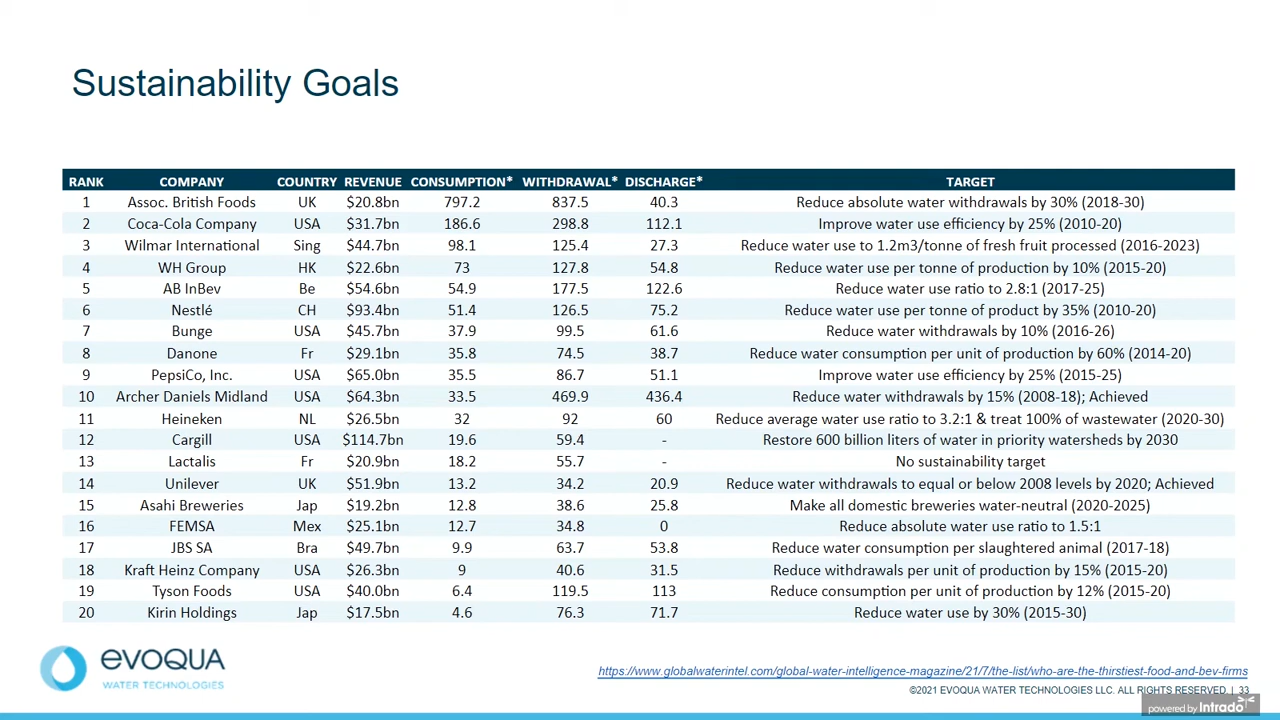 Sustainability Goals
RANK COMPANY COUNTRY REVENUE CONSUMPTION* WITHDRAWAL* DISCHARGE* TARGET
1 Assoc. British Foods UK $20.8bn 797.2 837.5 40.3 Reduce absolute water withdrawals by 30% (2018-30)
2 Coca-Cola Company USA $31.7bn 186.6 298.8 112.1 Improve water use efficiency by 25% (2010-20)
3 Wilmar International Sing $44.7bn 98.1 125.4 27.3 Reduce water use to 1.2m3/tonne of fresh fruit processed (2016-2023)
4 WH Group HK $22.6bn 73 127.8 54.8 Reduce water use per tonne of production by 10% (2015-20)
5 AB InBev Be $54.6bn 54.9 177.5 122.6 Reduce water use ratio to 2.8:1 (2017-25)
6 Nestlé CH $93.4bn 51.4 126.5 75.2 Reduce water use per tonne of product by 35% (2010-20)
7 Bunge USA $45.7bn 37.9 99.5 61.6 Reduce water withdrawals by 10% (2016-26)
8 Danone Fr $29.1bn 35.8 74.5 38.7 Reduce water consumption per unit of production by 60% (2014-20)
9 PepsiCo, Inc. USA $65.0bn 35.5 86.7 51.1 Improve water use efficiency by 25% (2015-25)
10 Archer Daniels Midland USA $64.3bn 33.5 469.9 436.4 Reduce water withdrawals by 15% (2008-18); Achieved
11 Heineken NL $26.5bn 32 92 60 Reduce average water use ratio to 3.2:1 & treat 100% of wastewater (2020-30)
12 Cargill USA $114.7bn 19.6 59.4 - Restore 600 billion liters of water in priority watersheds by 2030
13 Lactalis Fr $20.9bn 18.2 55.7 - No sustainability target
14 Unilever UK $51.9bn 13.2 34.2 20.9 Reduce water withdrawals to equal or below 2008 levels by 2020; Achieved
15 Asahi Breweries Jap $19.2bn 12.8 38.6 25.8 Make all domestic breweries water-neutral (2020-2025)
16 FEMSA Mex $25.1bn 12.7 34.8 0 Reduce absolute water use ratio to 1.5:1
17 JBS SA Bra $49.7bn 9.9 63.7 53.8 Reduce water consumption per slaughtered animal (2017-18)
18 Kraft Heinz Company USA $26.3bn 9 40.6 31.5 Reduce withdrawals per unit of production by 15% (2015-20)
19 Tyson Foods USA $40.0bn 6.4 119.5 113 Reduce consumption per unit of production by 12% (2015-20)
20 Kirin Holdings Jap $17.5bn 4.6 76.3 71.7 Reduce water use by 30% (2015-30)
evoQUA
WATER TECHNOLOGIES
https://www.globalwaterintel.com/global-water-intelligence-magazine/21/7/the-list/who-are-the-thirstiest-food-and-bev-firms
©2021 EVOQUA WATER TECHNOLOGIES LLC. ALL RIGHTS RESERVED | 33
powered by Intrado